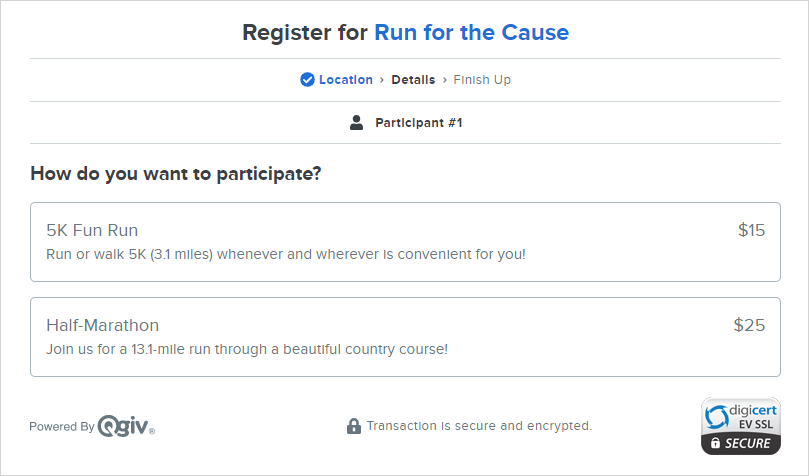 Register for Run for the Cause
Location › Details › Finish Up
Participant #1
How do you want to participate?
5K Fun Run $15
Run or walk 5K (3.1 miles) whenever and wherever is convenient for you!
Half-Marathon $25
Join us for a 13.1-mile run through a beautiful country course!
Powered By Qgiv® Transaction is secure and encrypted.
digicert
EV SSL
SECURE